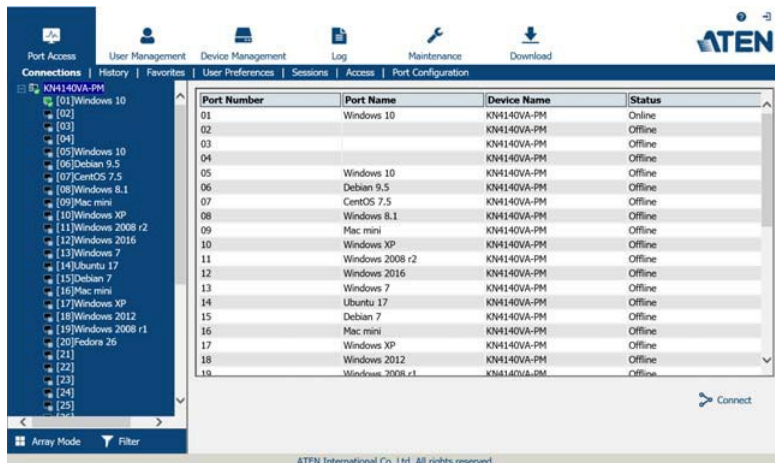 ATEN
Port Access User Management Device Management Log Maintenance Download
Connections | History | Favorites | User Preferences | Sessions | Access | Port Configuration
KN4140VA-PM
[01]Windows 10
[02]
[03]
[04]
[05]Windows 10
[06]Debian 9.5
[07]CentOS 7.5
[08]Windows 8.1
[09]Mac mini
[10]Windows XP
[11]Windows 2008 r2
[12]Windows 2016
[13]Windows 7
[14]Ubuntu 17
[15]Debian 7
[16]Mac mini
[17]Windows XP
[18]Windows 2012
[19]Windows 2008 r1
[20]Fedora 26
[21]
[22]
[23]
[24]
[25]
Array Mode Filter
Port Number Port Name Device Name Status
01 Windows 10 KN4140VA-PM Online
02 KN4140VA-PM Offline
03 KN4140VA-PM Offline
04 KN4140VA-PM Offline
05 Windows 10 KN4140VA-PM Offline
06 Debian 9.5 KN4140VA-PM Offline
07 CentOS 7.5 KN4140VA-PM Offline
08 Windows 8.1 KN4140VA-PM Offline
09 Mac mini KN4140VA-PM Offline
10 Windows XP KN4140VA-PM Offline
11 Windows 2008 r2 KN4140VA-PM Offline
12 Windows 2016 KN4140VA-PM Offline
13 Windows 7 KN4140VA-PM Offline
14 Ubuntu 17 KN4140VA-PM Offline
15 Debian 7 KN4140VA-PM Offline
16 Mac mini KN4140VA-PM Offline
17 Windows XP KN4140VA-PM Offline
18 Windows 2012 KN4140VA-PM Offline
19 Windows 2008 r1 KN4140VA-PM Offline
Connect
ATEN International Co. Ltd. All rights reserved.